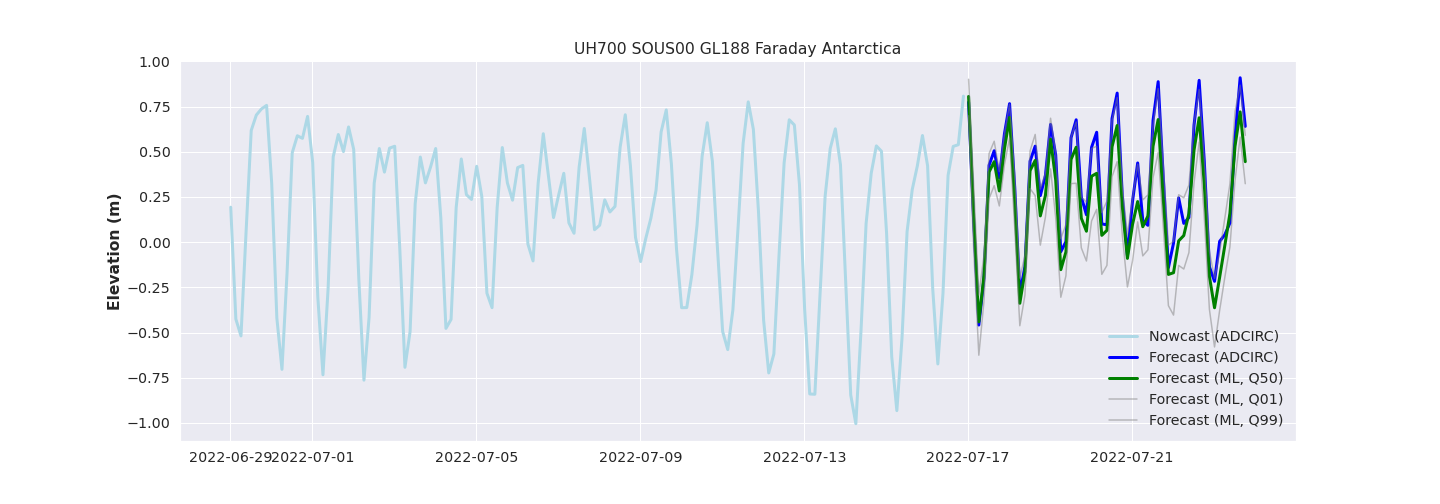 UH700 SOUS00 GL188 Faraday Antarctica
1.00
0.75
0.50
0.25
0.00
−0.25
−0.50
−0.75
−1.00
Elevation (m)
Nowcast (ADCIRC)
Forecast (ADCIRC)
Forecast (ML, Q50)
Forecast (ML, Q01)
Forecast (ML, Q99)
2022-06-29 2022-07-01 2022-07-05 2022-07-09 2022-07-13 2022-07-17 2022-07-21